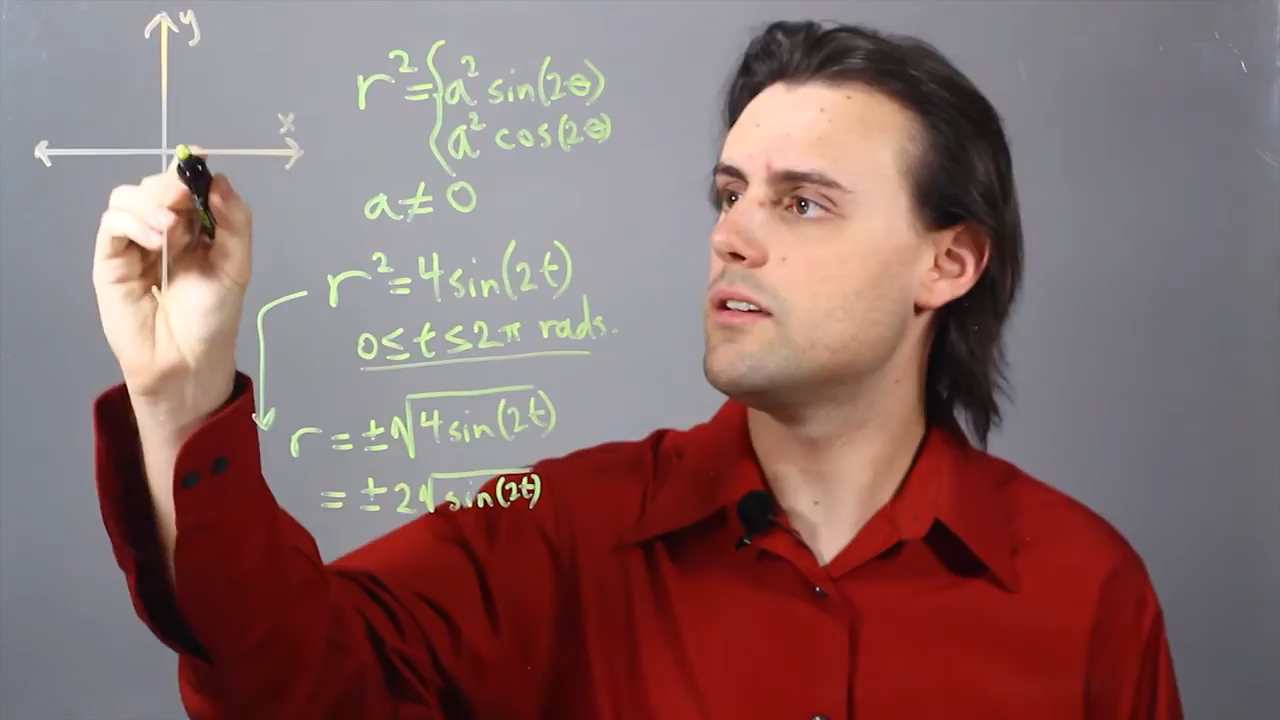 y
x
r² = { a² sin(2θ)
a² cos(2θ)
a ≠ 0
r² = 4 sin(2t)
0 ≤ t ≤ 2π rads.
r = ±√4 sin(2t)
= ±2√sin(2t)